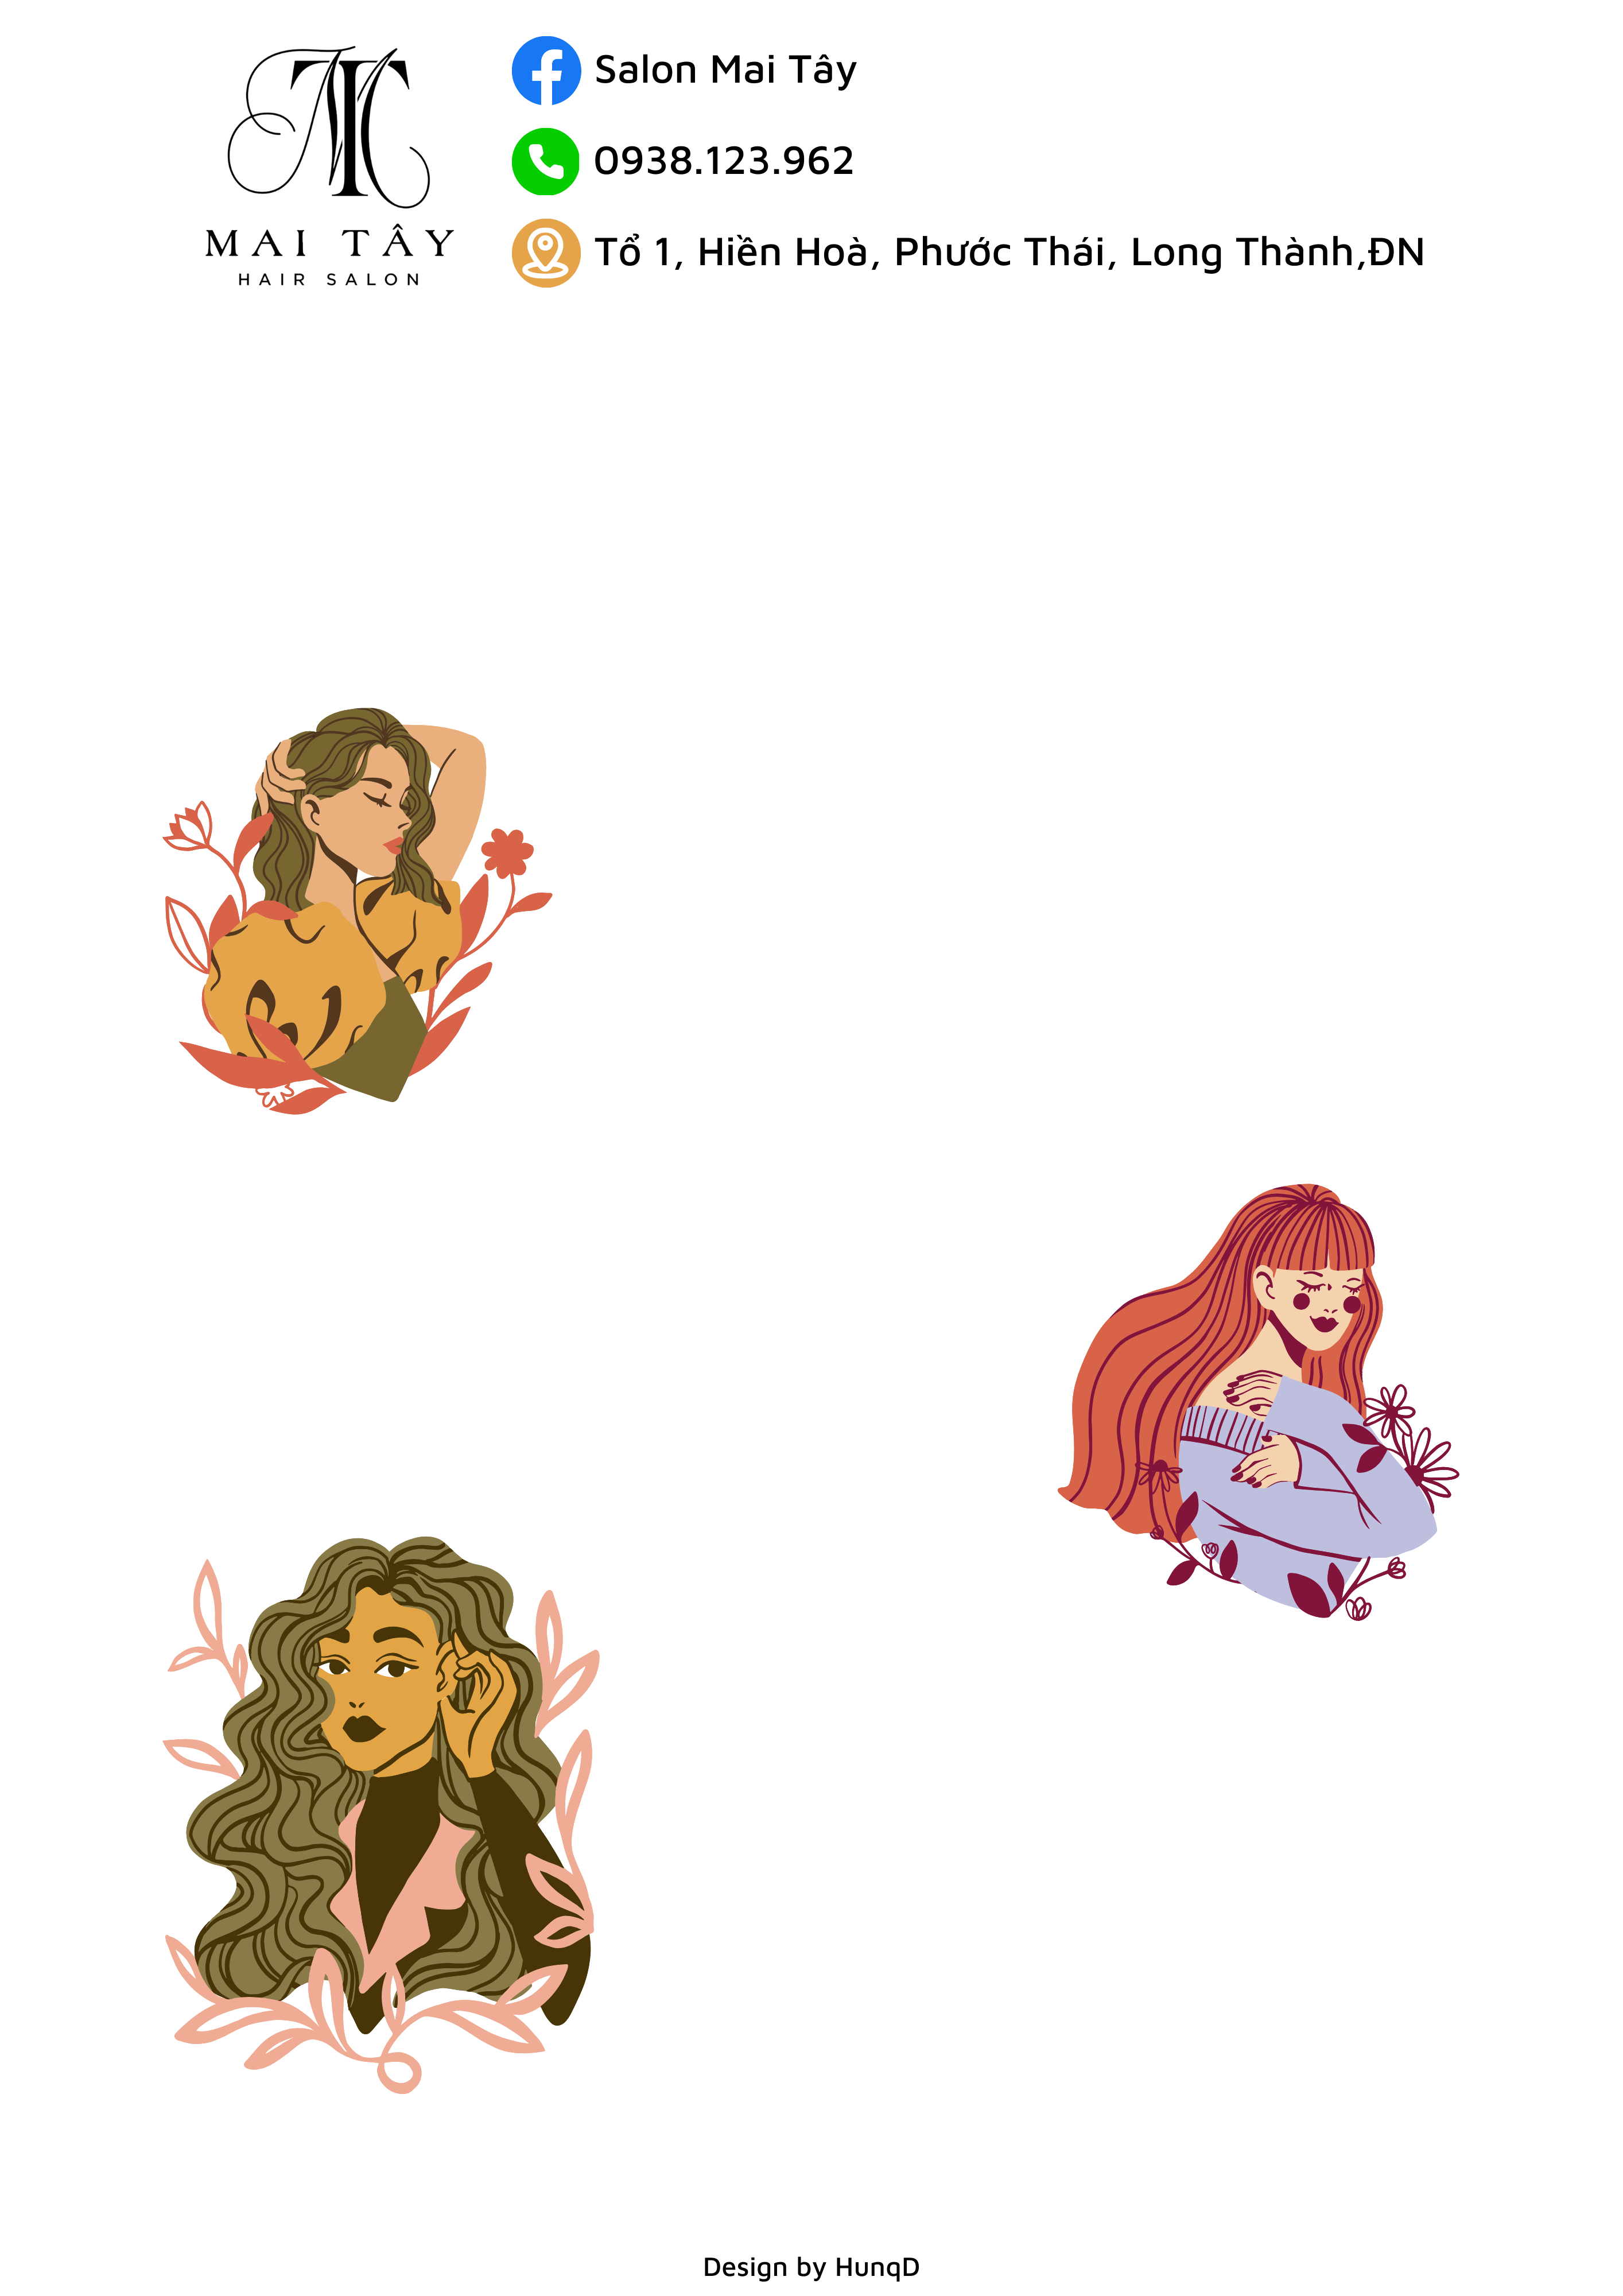 MAI TÂY
HAIR SALON
Salon Mai Tây
0938.123.962
Tổ 1, Hiền Hoà, Phước Thái, Long Thành,ĐN
Design by HunqD